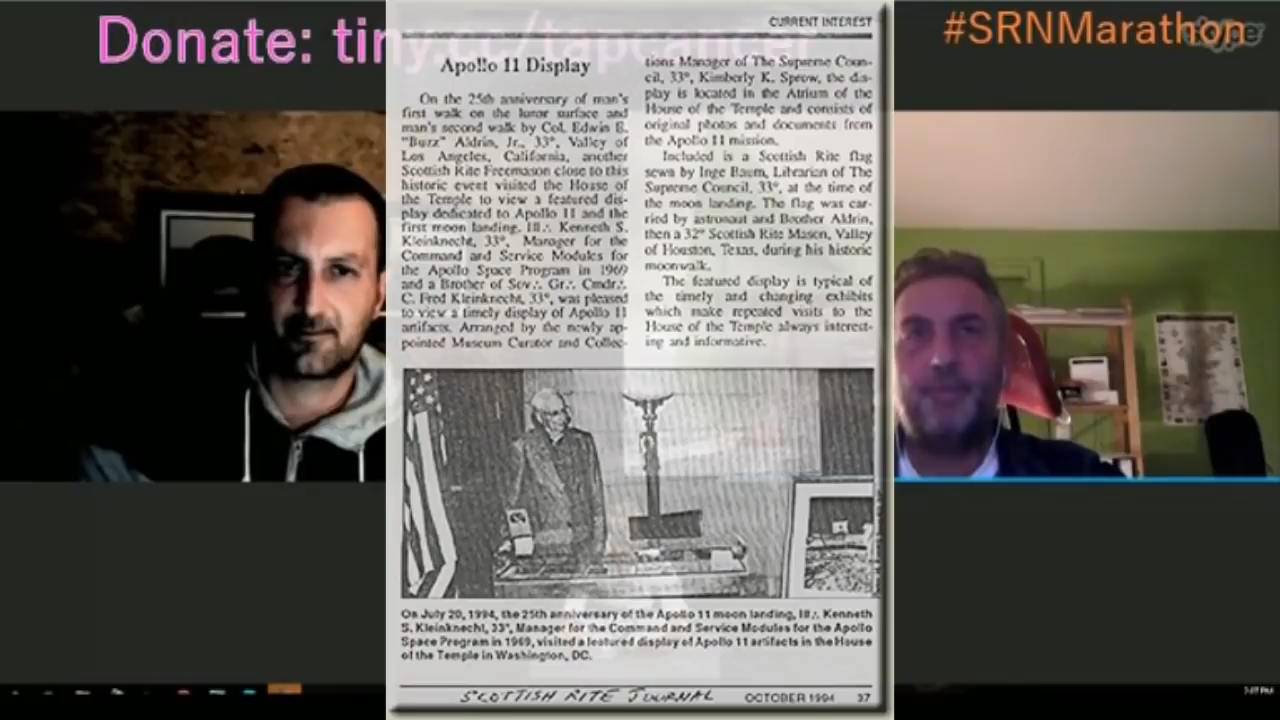 Donate: tiny.cc/tapcancer
#SRNMarathon
skype
CURRENT INTEREST
Apollo 11 Display
On the 25th anniversary of man's
first walk on the lunar surface and
man's second walk by Col. Edwin E.
"Buzz" Aldrin, Jr., 33°, Valley of
Los Angeles, California, another
Scottish Rite Freemason close to this
historic event visited the House of
the Temple to view a featured dis-
play dedicated to Apollo 11 and the
first moon landing. Ill∴ Kenneth S.
Kleinknecht, 33°, Manager for the
Command and Service Modules for
the Apollo Space Program in 1969
and a Brother of Sov∴ Gr∴ Cmdr∴
C. Fred Kleinknecht, 33°, was pleased
to view a timely display of Apollo 11
artifacts. Arranged by the newly ap-
pointed Museum Curator and Collec-
tions Manager of The Supreme Coun-
cil, 33°, Kimberly K. Sprow, the dis-
play is located in the Atrium of the
House of the Temple and consists of
original photos and documents from
the Apollo 11 mission.
Included is a Scottish Rite flag
sewn by Inge Baum, Librarian of The
Supreme Council, 33°, at the time of
the moon landing. The flag was car-
ried by astronaut and Brother Aldrin,
then a 32° Scottish Rite Mason, Valley
of Houston, Texas, during his historic
moonwalk.
The featured display is typical of
the timely and changing exhibits
which make repeated visits to the
House of the Temple always interest-
ing and informative.
On July 20, 1994, the 25th anniversary of the Apollo 11 moon landing, Ill∴ Kenneth
S. Kleinknecht, 33°, Manager for the Command and Service Modules for the Apollo
Space Program in 1969, visited a featured display of Apollo 11 artifacts in the House
of the Temple in Washington, DC.
SCOTTISH RITE JOURNAL OCTOBER 1994 37